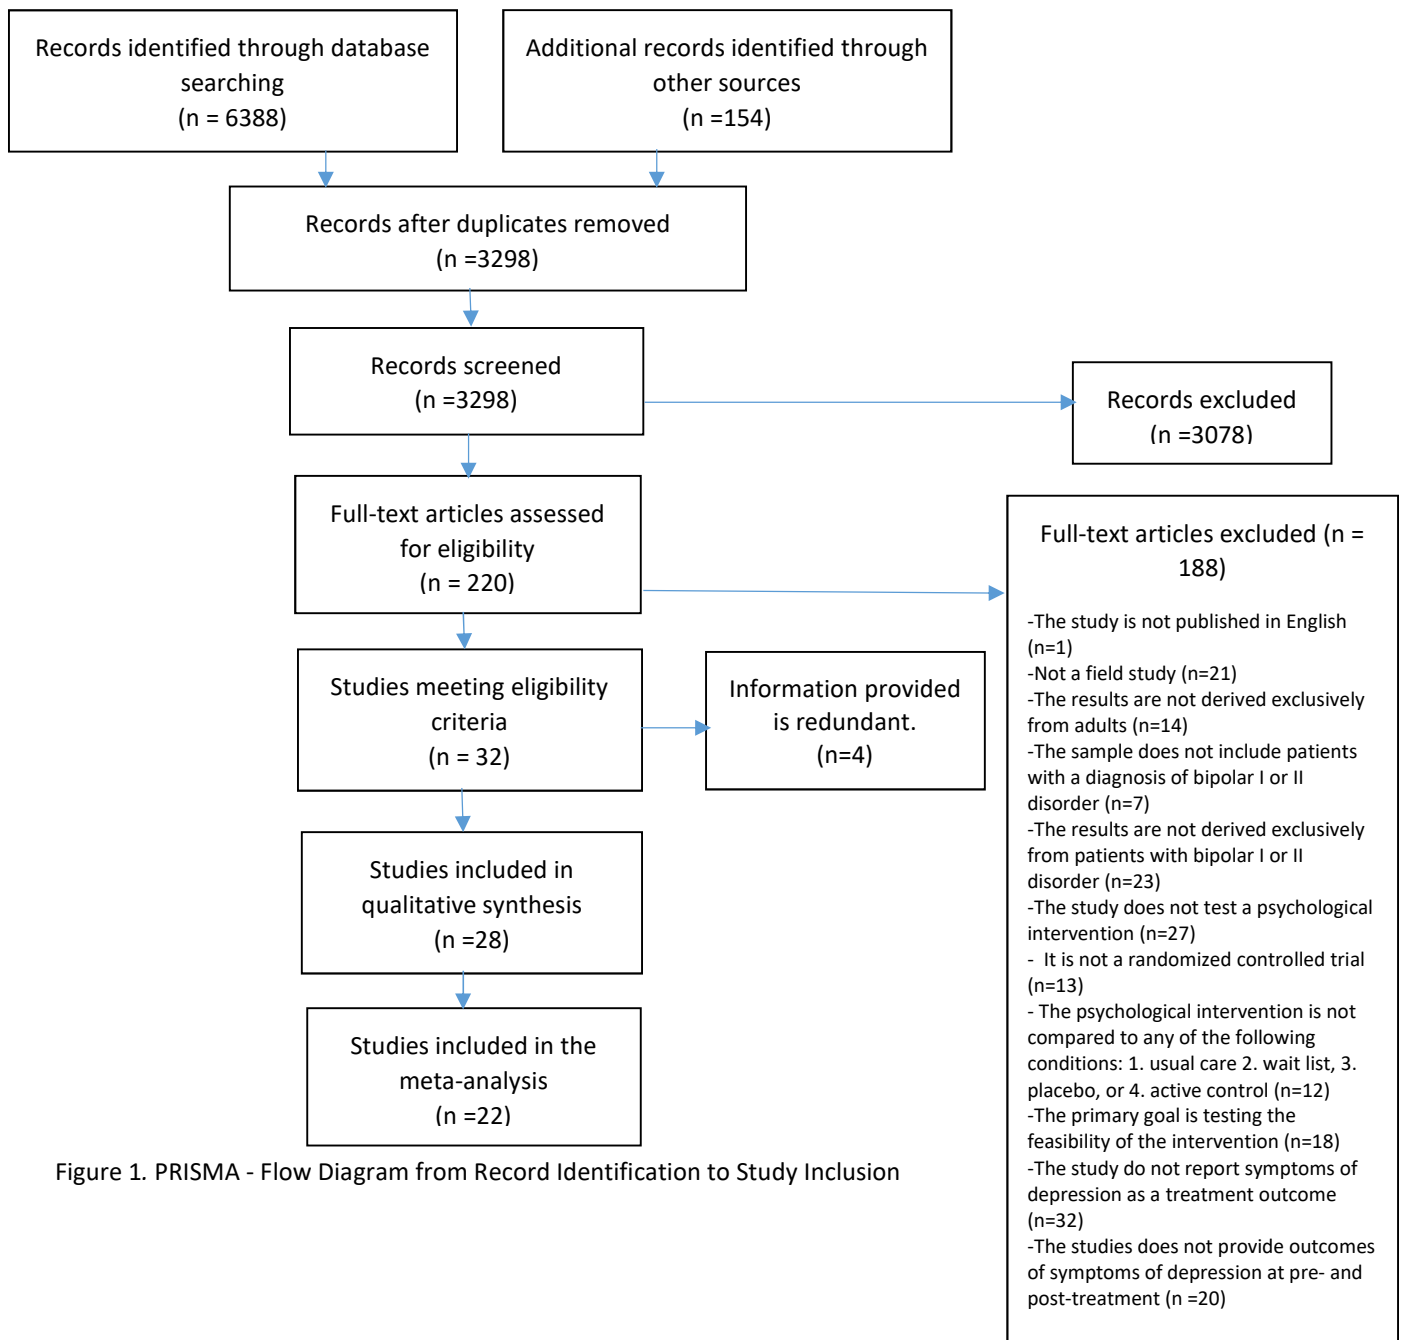 Records identified through database
searching
(n = 6388)
Additional records identified through
other sources
(n =154)
Records after duplicates removed
(n =3298)
Records screened
(n =3298)
Records excluded
(n =3078)
Full-text articles assessed
for eligibility
(n = 220)
Full-text articles excluded (n =
188)
-The study is not published in English
(n=1)
-Not a field study (n=21)
-The results are not derived exclusively
from adults (n=14)
-The sample does not include patients
with a diagnosis of bipolar I or II
disorder (n=7)
-The results are not derived exclusively
from patients with bipolar I or II
disorder (n=23)
-The study does not test a psychological
intervention (n=27)
- It is not a randomized controlled trial
(n=13)
- The psychological intervention is not
compared to any of the following
conditions: 1. usual care 2. wait list, 3.
placebo, or 4. active control (n=12)
-The primary goal is testing the
feasibility of the intervention (n=18)
-The study do not report symptoms of
depression as a treatment outcome
(n=32)
-The studies does not provide outcomes
of symptoms of depression at pre- and
post-treatment (n =20)
Studies meeting eligibility
criteria
(n = 32)
Information provided
is redundant.
(n=4)
Studies included in
qualitative synthesis
(n =28)
Studies included in the
meta-analysis
(n =22)
Figure 1. PRISMA - Flow Diagram from Record Identification to Study Inclusion